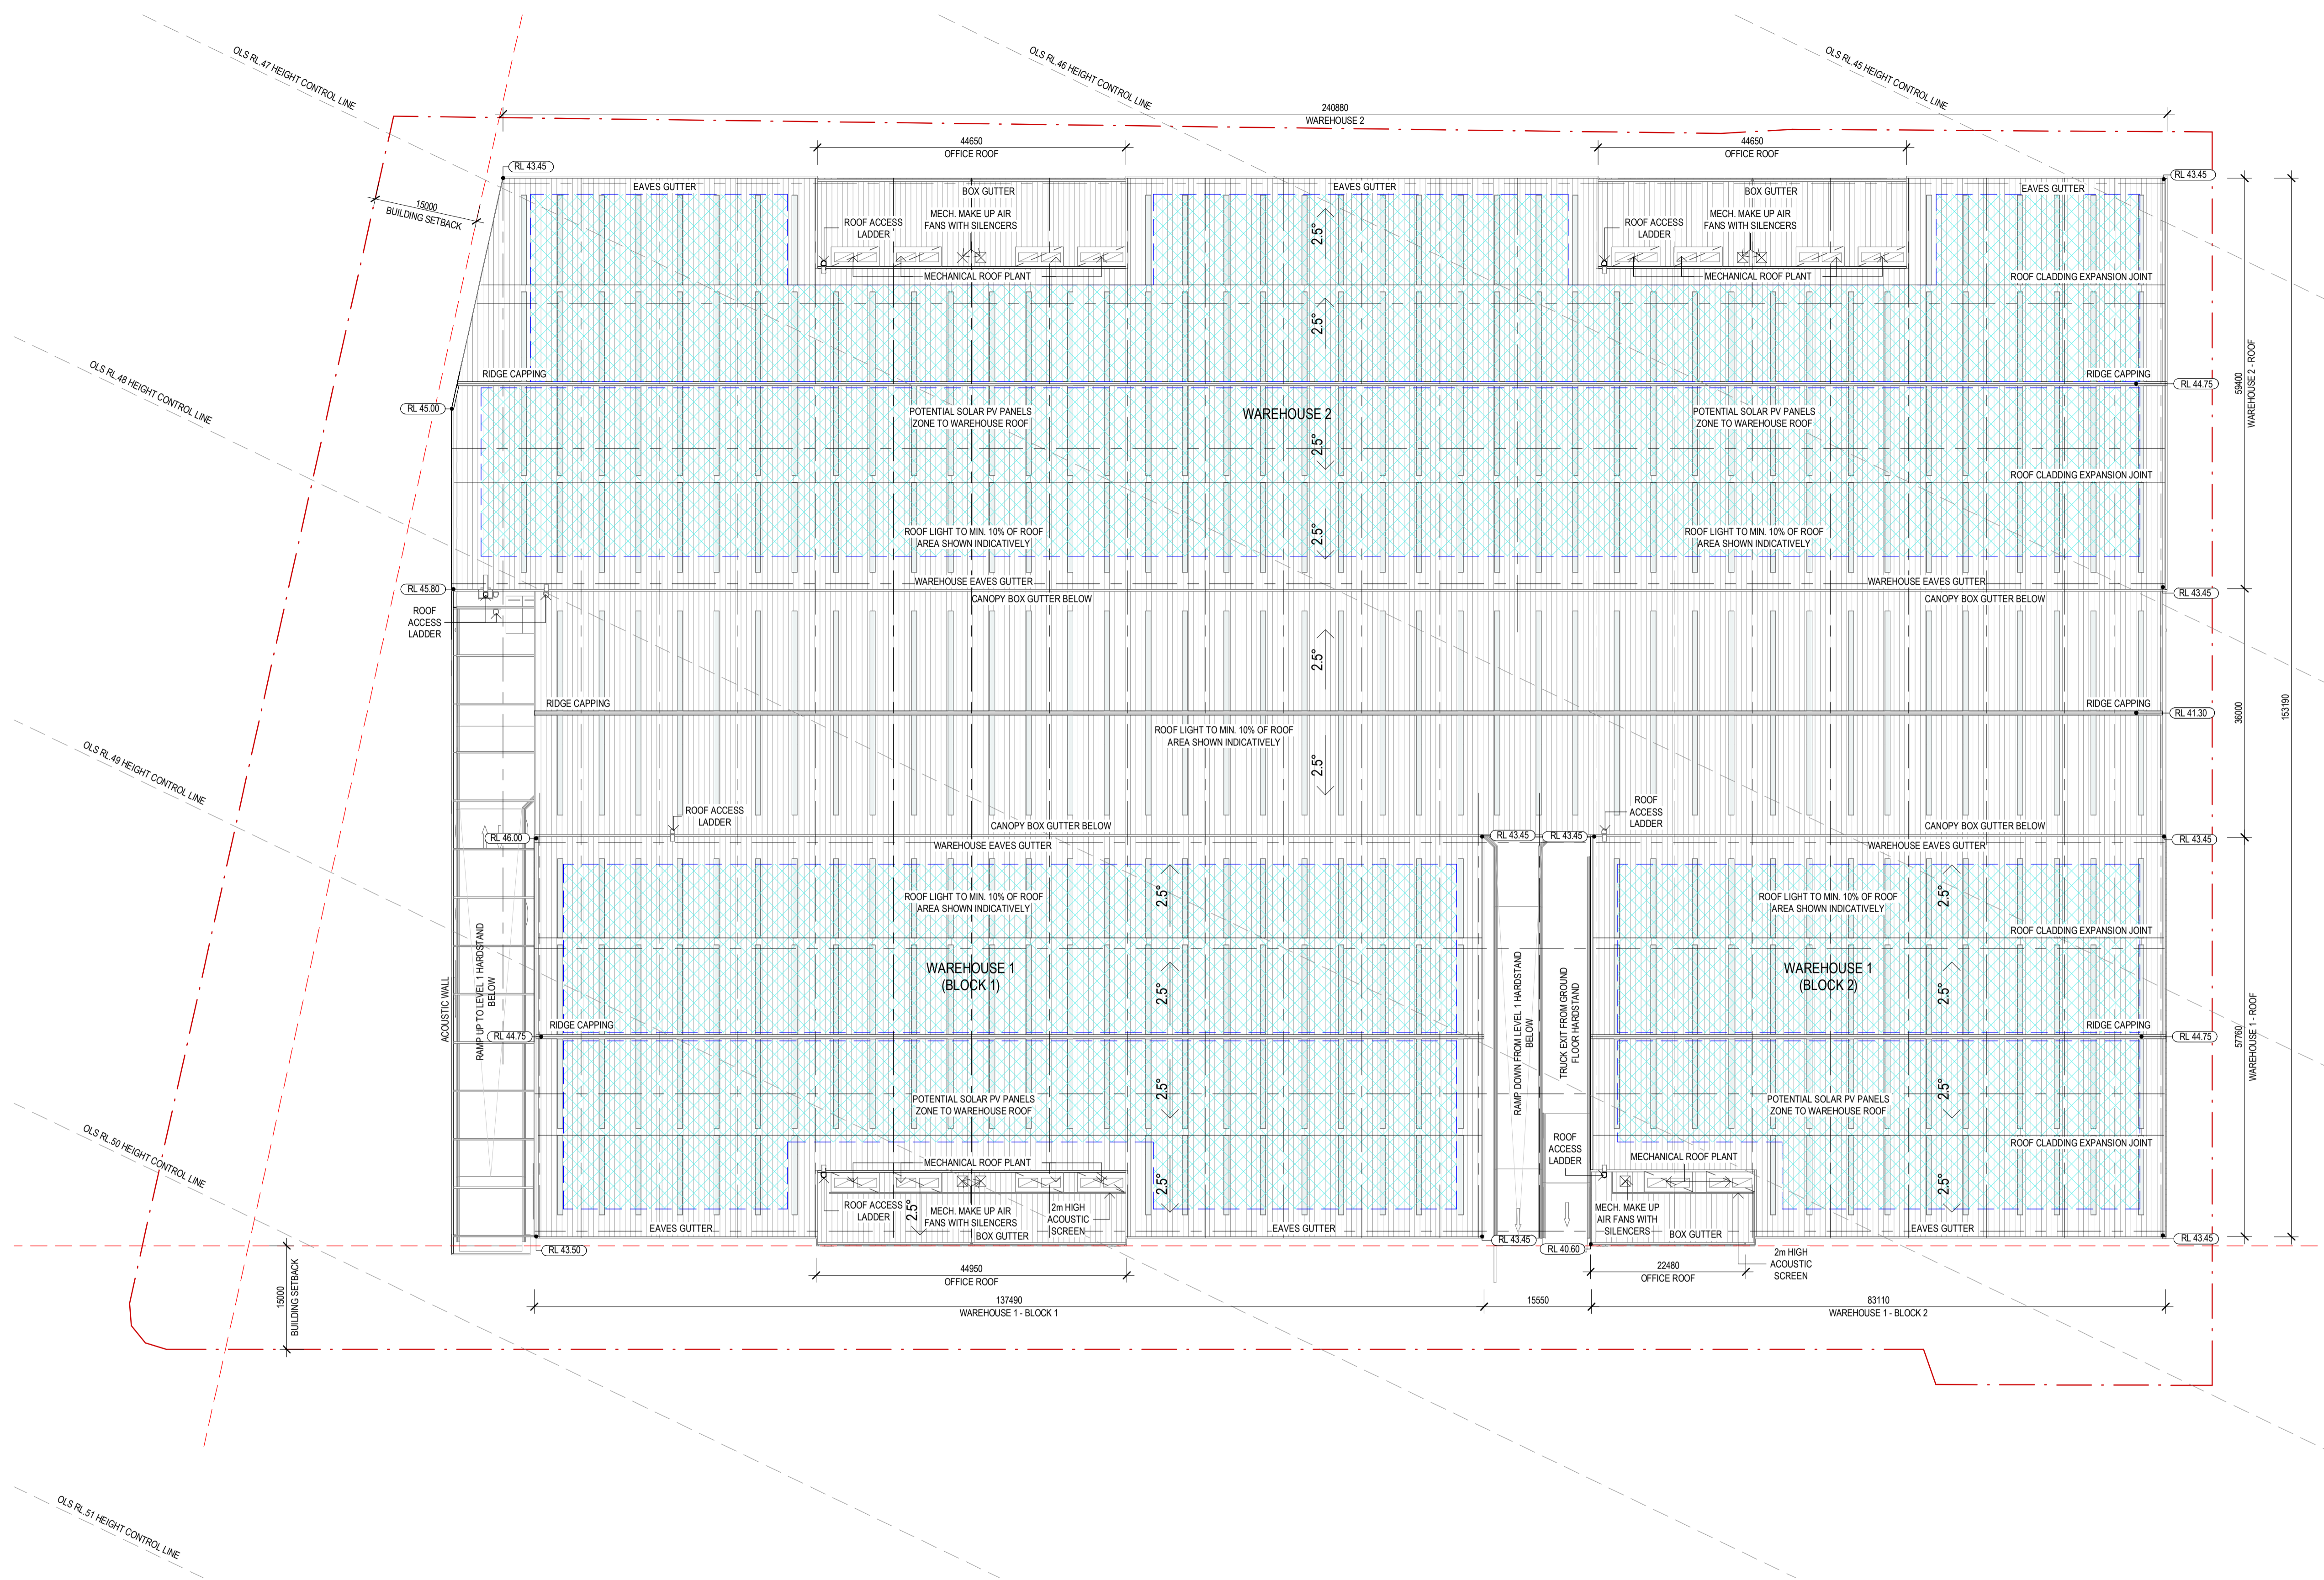 OLS RL.47 HEIGHT CONTROL LINE
OLS RL.46 HEIGHT CONTROL LINE
OLS RL.45 HEIGHT CONTROL LINE
240880
WAREHOUSE 2
44650
OFFICE ROOF
44650
OFFICE ROOF
RL 43.45
RL 43.45
15000
BUILDING SETBACK
EAVES GUTTER
BOX GUTTER
EAVES GUTTER
BOX GUTTER
EAVES GUTTER
ROOF ACCESS
LADDER
MECH. MAKE UP AIR
FANS WITH SILENCERS
2.5°
ROOF ACCESS
LADDER
MECH. MAKE UP AIR
FANS WITH SILENCERS
MECHANICAL ROOF PLANT
MECHANICAL ROOF PLANT
ROOF CLADDING EXPANSION JOINT
2.5°
OLS RL.48 HEIGHT CONTROL LINE
RIDGE CAPPING
RIDGE CAPPING
RL 44.75
59400
WAREHOUSE 2 - ROOF
RL 45.00
POTENTIAL SOLAR PV PANELS
ZONE TO WAREHOUSE ROOF
WAREHOUSE 2
POTENTIAL SOLAR PV PANELS
ZONE TO WAREHOUSE ROOF
2.5°
ROOF CLADDING EXPANSION JOINT
ROOF LIGHT TO MIN. 10% OF ROOF
AREA SHOWN INDICATIVELY
2.5°
ROOF LIGHT TO MIN. 10% OF ROOF
AREA SHOWN INDICATIVELY
RL 45.80
WAREHOUSE EAVES GUTTER
WAREHOUSE EAVES GUTTER
CANOPY BOX GUTTER BELOW
CANOPY BOX GUTTER BELOW
RL 43.45
ROOF
ACCESS
LADDER
2.5°
RIDGE CAPPING
RIDGE CAPPING
RL 41.30
36000
153190
ROOF LIGHT TO MIN. 10% OF ROOF
AREA SHOWN INDICATIVELY
2.5°
OLS RL.49 HEIGHT CONTROL LINE
ROOF ACCESS
LADDER
ROOF
ACCESS
LADDER
RL 46.00
CANOPY BOX GUTTER BELOW
RL 43.45
RL 43.45
CANOPY BOX GUTTER BELOW
RL 43.45
WAREHOUSE EAVES GUTTER
WAREHOUSE EAVES GUTTER
ROOF LIGHT TO MIN. 10% OF ROOF
AREA SHOWN INDICATIVELY
2.5°
ROOF LIGHT TO MIN. 10% OF ROOF
AREA SHOWN INDICATIVELY
2.5°
ROOF CLADDING EXPANSION JOINT
WAREHOUSE 1
(BLOCK 1)
2.5°
WAREHOUSE 1
(BLOCK 2)
2.5°
ACOUSTIC WALL
RAMP UP TO LEVEL 1 HARDSTAND
BELOW
RAMP DOWN FROM LEVEL 1 HARDSTAND
BELOW
TRUCK EXIT FROM GROUND
FLOOR HARDSTAND
RIDGE CAPPING
RIDGE CAPPING
RL 44.75
RL 44.75
57760
WAREHOUSE 1 - ROOF
POTENTIAL SOLAR PV PANELS
ZONE TO WAREHOUSE ROOF
2.5°
POTENTIAL SOLAR PV PANELS
ZONE TO WAREHOUSE ROOF
2.5°
OLS RL.50 HEIGHT CONTROL LINE
ROOF
ACCESS
LADDER
ROOF CLADDING EXPANSION JOINT
MECHANICAL ROOF PLANT
MECHANICAL ROOF PLANT
2.5°
2.5°
ROOF ACCESS
LADDER
2.5°
MECH. MAKE UP AIR
FANS WITH SILENCERS
2m HIGH
ACOUSTIC
SCREEN
MECH. MAKE UP
AIR FANS WITH
SILENCERS
EAVES GUTTER
BOX GUTTER
EAVES GUTTER
BOX GUTTER
EAVES GUTTER
RL 43.50
RL 43.45
RL 40.60
RL 43.45
2m HIGH
ACOUSTIC
SCREEN
44950
OFFICE ROOF
22480
OFFICE ROOF
15000
BUILDING SETBACK
137490
WAREHOUSE 1 - BLOCK 1
15550
83110
WAREHOUSE 1 - BLOCK 2
OLS RL.51 HEIGHT CONTROL LINE